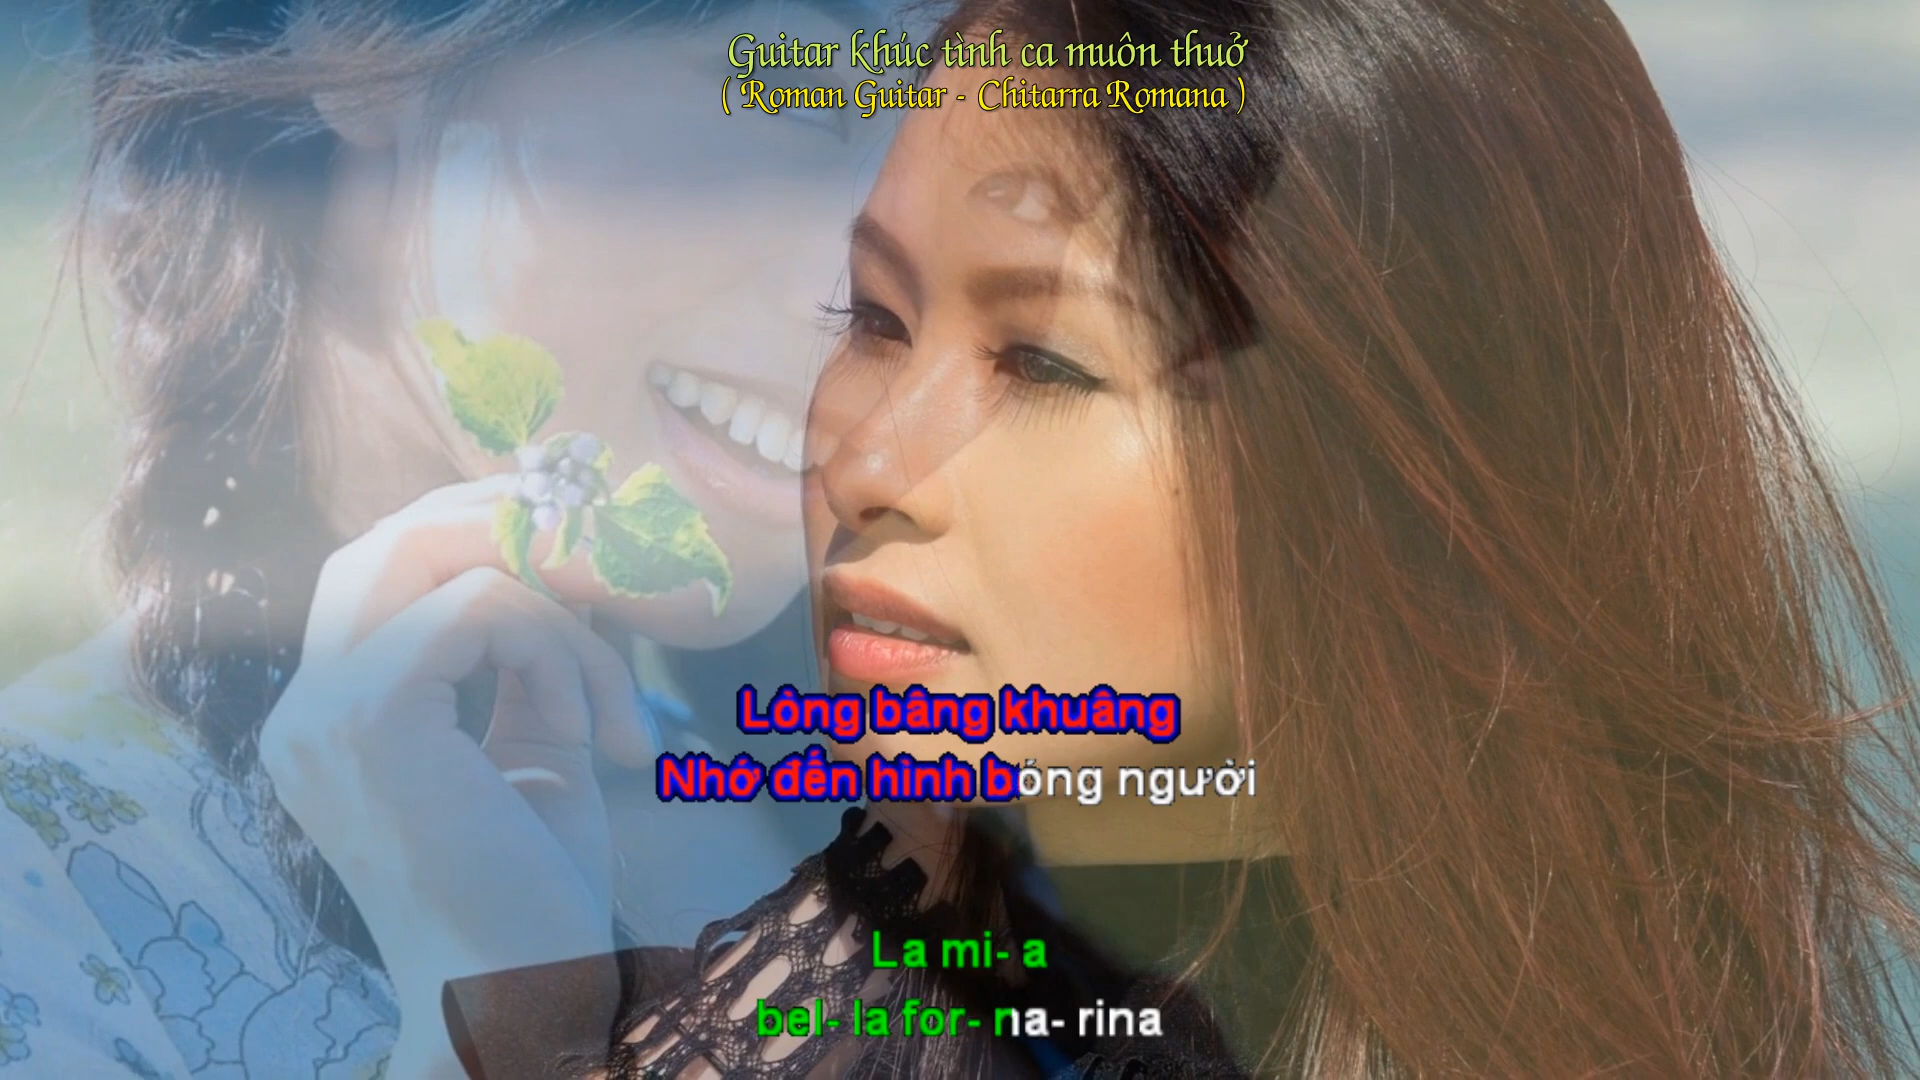 Guitar khúc tình ca muôn thuở
( Roman Guitar - Chitarra Romana )
Lòng bâng khuâng
Nhớ đến hình bóng người
La mi- a
bel- la for- na- rina